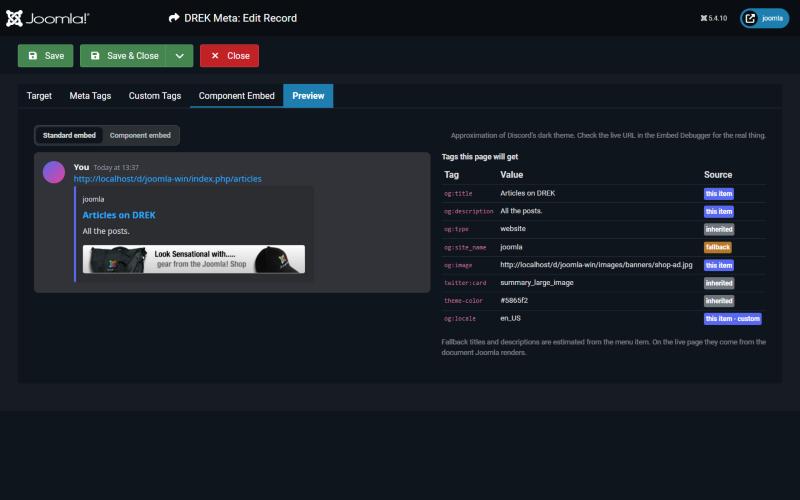 Joomla!
DREK Meta: Edit Record
5.4.10
joomla
Save
Save & Close
Close
Target
Meta Tags
Custom Tags
Component Embed
Preview
Standard embed
Component embed
You Today at 13:37
http://localhost/d/joomla-win/index.php/articles
joomla
Articles on DREK
All the posts.
Look Sensational with.....
gear from the Joomla! Shop
Approximation of Discord's dark theme. Check the live URL in the Embed Debugger for the real thing.
Tags this page will get
Tag Value Source
og:title Articles on DREK this item
og:description All the posts. this item
og:type website inherited
og:site_name joomla fallback
og:image http://localhost/d/joomla-win/images/banners/shop-ad.jpg this item
twitter:card summary_large_image inherited
theme-color #5865f2 inherited
og:locale en_US this item - custom
Fallback titles and descriptions are estimated from the menu item. On the live page they come from the
document Joomla renders.